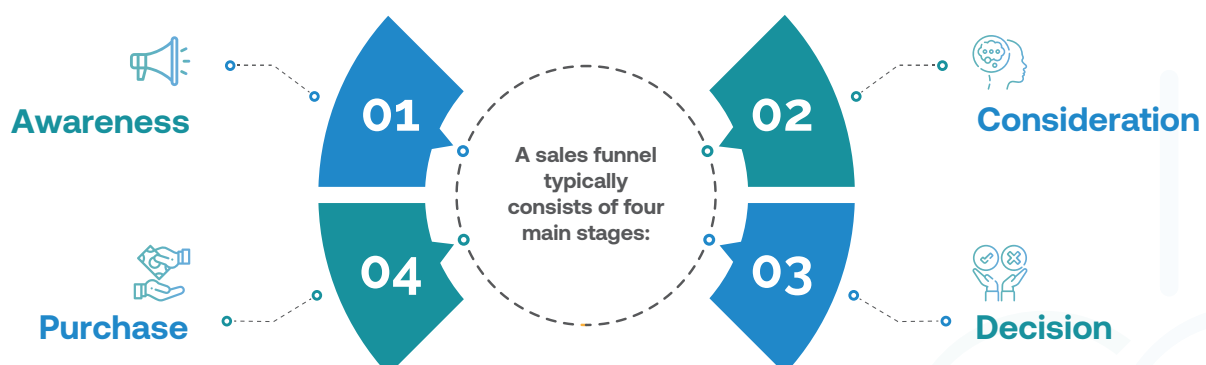 A sales funnel
typically
consists of four
main stages:
01
Awareness
02
Consideration
03
Decision
04
Purchase